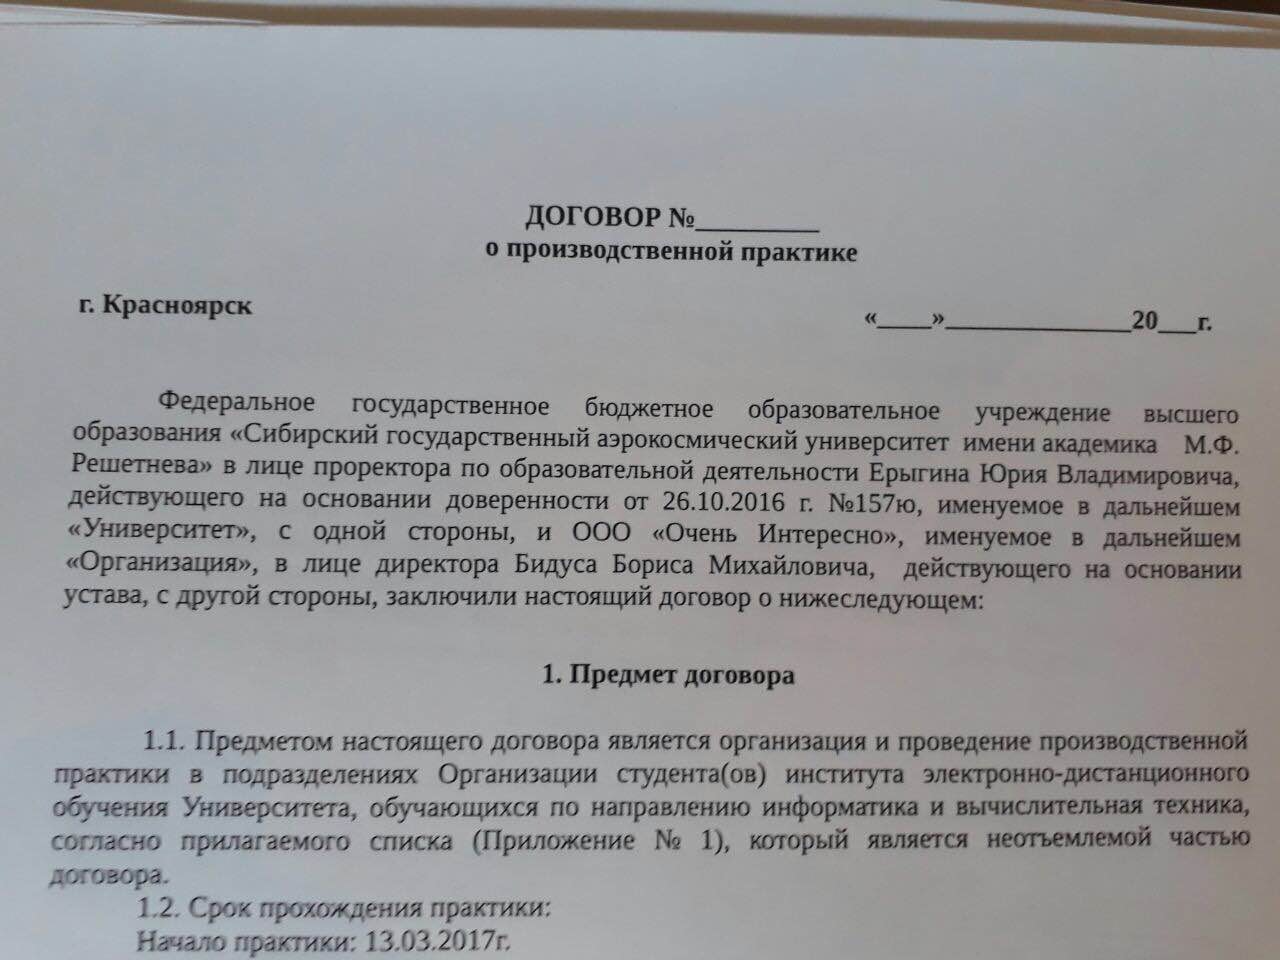 ДОГОВОР №_________
о производственной практике
г. Красноярск «____»______________20___г.
Федеральное государственное бюджетное образовательное учреждение высшего
образования «Сибирский государственный аэрокосмический университет имени академика М.Ф.
Решетнева» в лице проректора по образовательной деятельности Ерыгина Юрия Владимировича,
действующего на основании доверенности от 26.10.2016 г. №157ю, именуемое в дальнейшем
«Университет», с одной стороны, и ООО «Очень Интересно», именуемое в дальнейшем
«Организация», в лице директора Бидуса Бориса Михайловича, действующего на основании
устава, с другой стороны, заключили настоящий договор о нижеследующем:
1. Предмет договора
1.1. Предметом настоящего договора является организация и проведение производственной
практики в подразделениях Организации студента(ов) института электронно-дистанционного
обучения Университета, обучающихся по направлению информатика и вычислительная техника,
согласно прилагаемого списка (Приложение № 1), который является неотъемлемой частью
договора.
1.2. Срок прохождения практики:
Начало практики: 13.03.2017г.